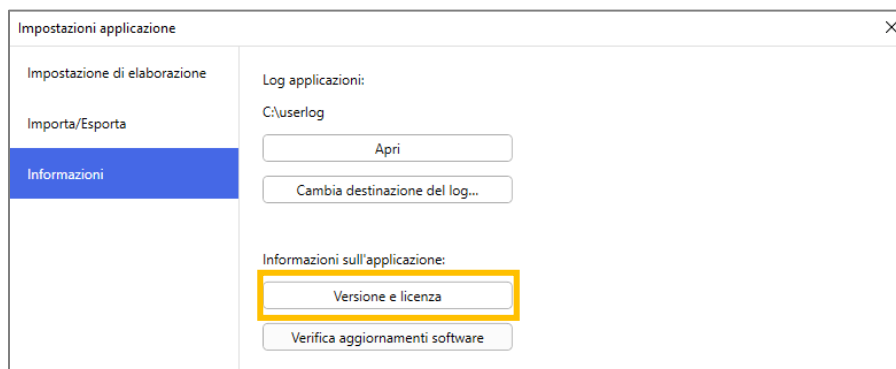 Impostazioni applicazione
Impostazione di elaborazione
Importa/Esporta
Informazioni
Log applicazioni:
C:\userlog
Apri
Cambia destinazione del log...
Informazioni sull'applicazione:
Versione e licenza
Verifica aggiornamenti software